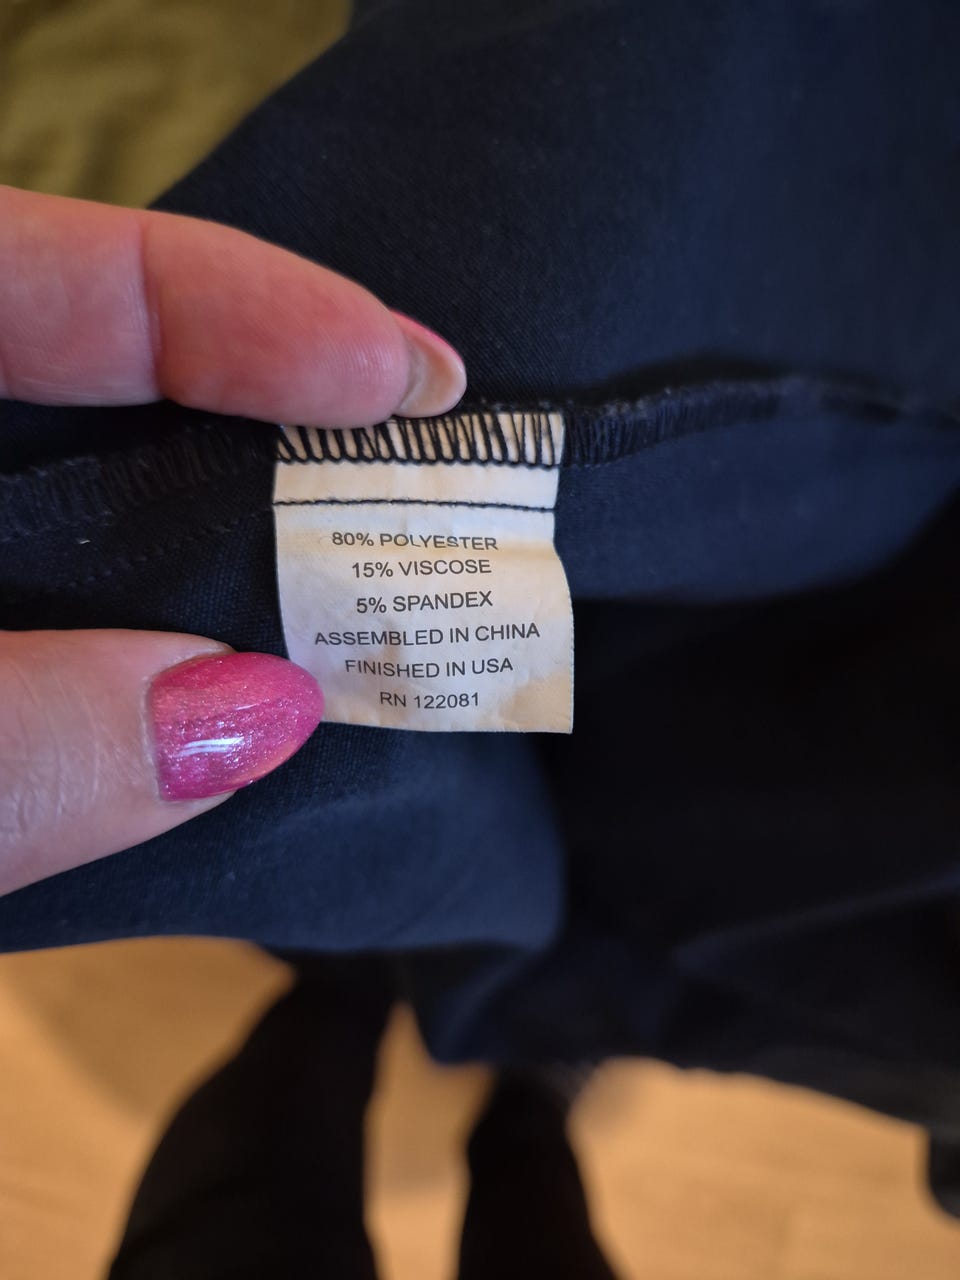 80% POLYESTER
15% VISCOSE
5% SPANDEX
ASSEMBLED IN CHINA
FINISHED IN USA
RN 122081